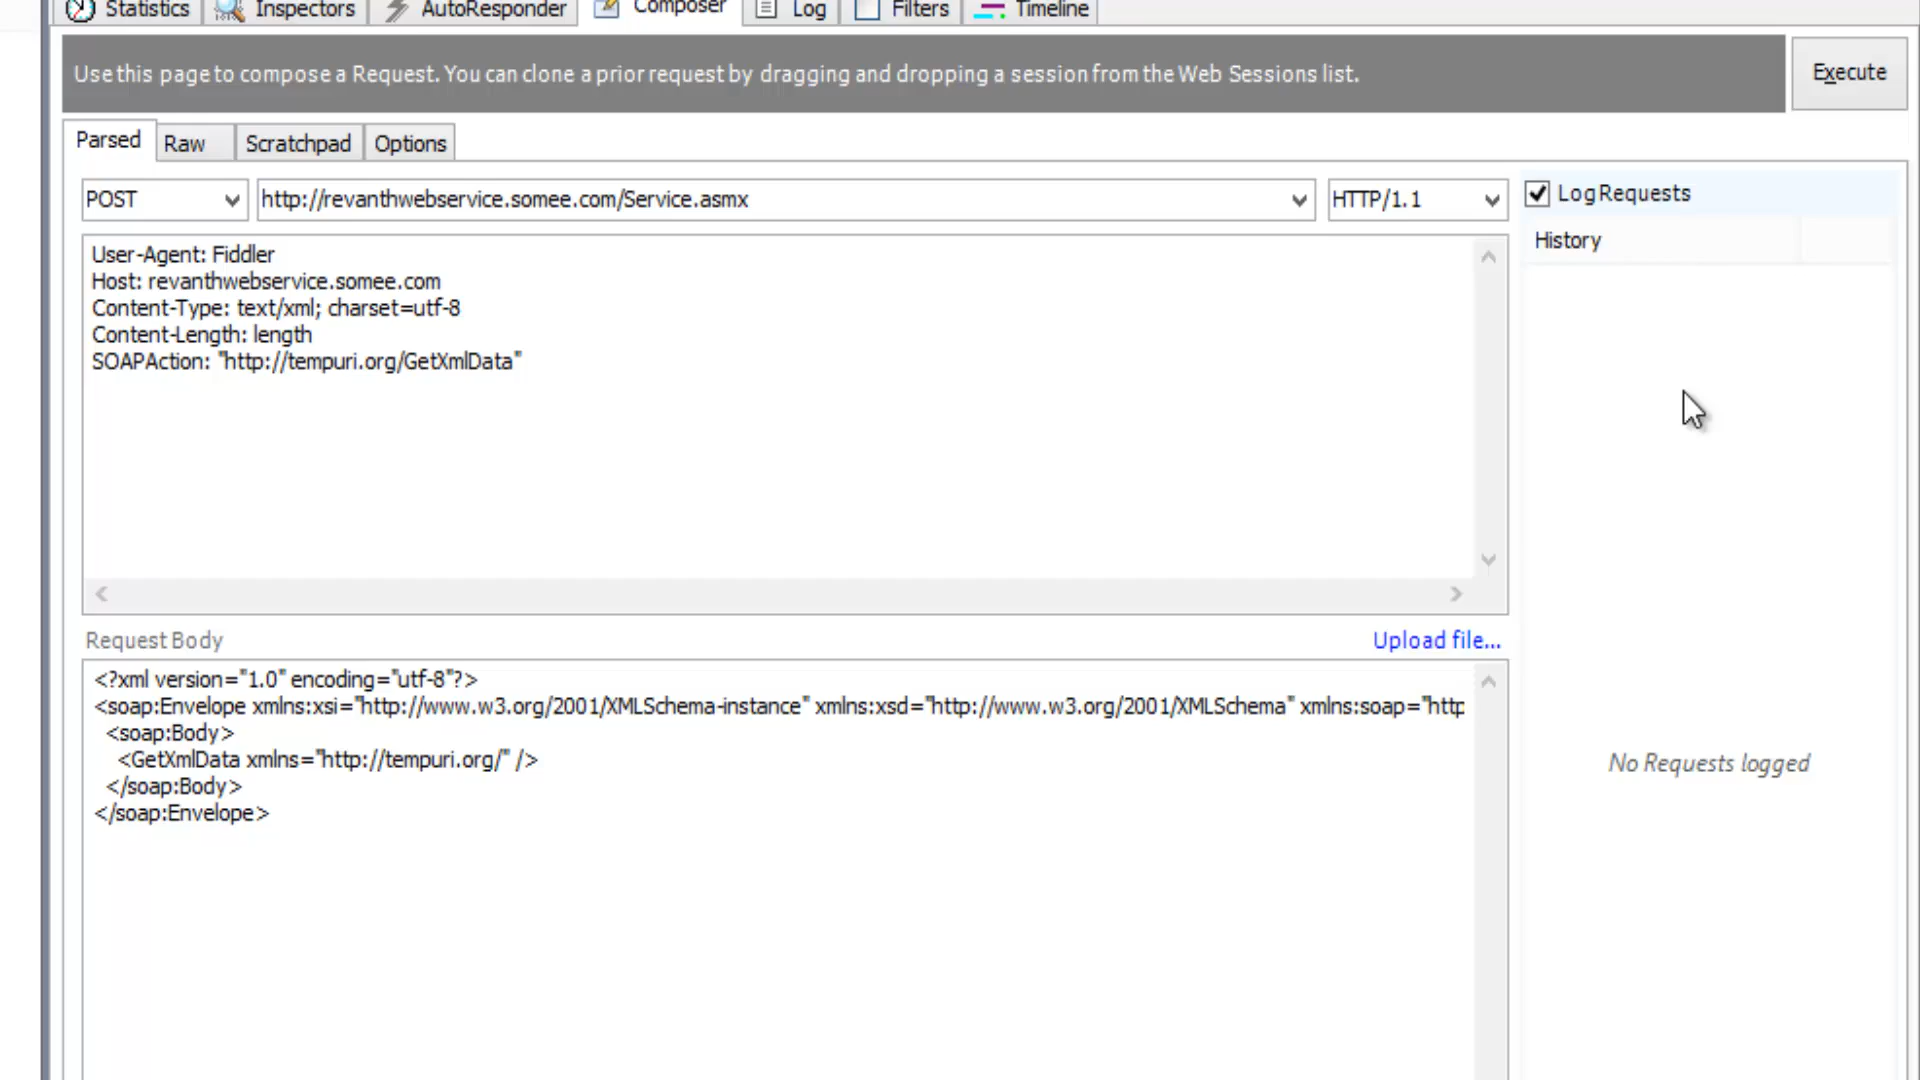 Statistics Inspectors AutoResponder Composer Log Filters Timeline
Use this page to compose a Request. You can clone a prior request by dragging and dropping a session from the Web Sessions list.
Execute
Parsed Raw Scratchpad Options
POST http://revanthwebservice.somee.com/Service.asmx HTTP/1.1
Log Requests
History
User-Agent: Fiddler
Host: revanthwebservice.somee.com
Content-Type: text/xml; charset=utf-8
Content-Length: length
SOAPAction: "http://tempuri.org/GetXmlData"
Request Body Upload file...
<?xml version="1.0" encoding="utf-8"?>
<soap:Envelope xmlns:xsi="http://www.w3.org/2001/XMLSchema-instance" xmlns:xsd="http://www.w3.org/2001/XMLSchema" xmlns:soap="http
<soap:Body>
<GetXmlData xmlns="http://tempuri.org/" />
</soap:Body>
</soap:Envelope>
No Requests logged